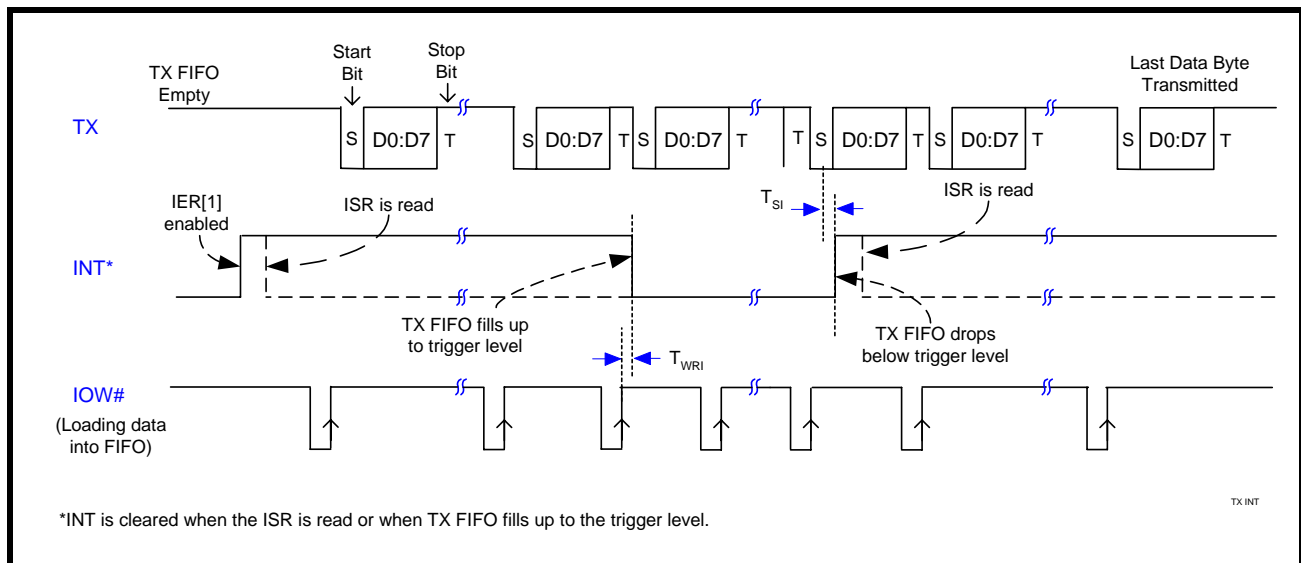 Start
Bit
Stop
Bit
TX FIFO
Empty
Last Data Byte
Transmitted
TX
S D0:D7 T S D0:D7 T S D0:D7 T T S D0:D7 T S D0:D7 T S D0:D7 T
IER[1]
enabled
ISR is read
TSI
ISR is read
INT*
TX FIFO fills up
to trigger level
TX FIFO drops
below trigger level
TWRI
IOW#
(Loading data
into FIFO)
TX INT
*INT is cleared when the ISR is read or when TX FIFO fills up to the trigger level.